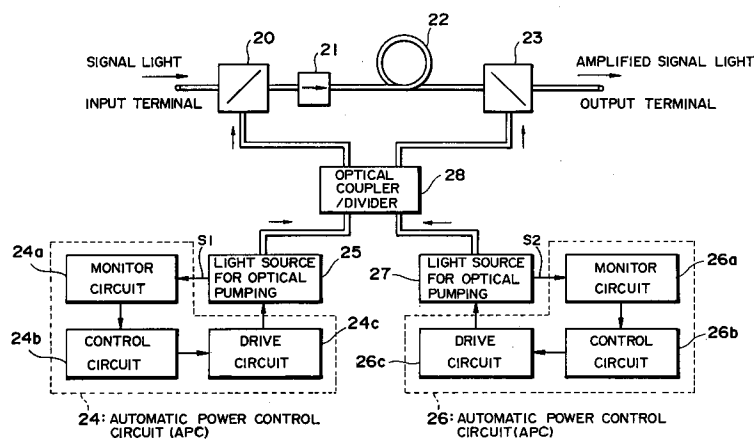 20
21
22
23
SIGNAL LIGHT
AMPLIFIED SIGNAL LIGHT
INPUT TERMINAL
OUTPUT TERMINAL
OPTICAL
COUPLER
/DIVIDER
28
24a
S1
25
LIGHT SOURCE
FOR OPTICAL
PUMPING
MONITOR
CIRCUIT
27
LIGHT SOURCE
FOR OPTICAL
PUMPING
S2
26a
MONITOR
CIRCUIT
24b
CONTROL
CIRCUIT
DRIVE
CIRCUIT
24c
26c
DRIVE
CIRCUIT
CONTROL
CIRCUIT
26b
24: AUTOMATIC POWER CONTROL
CIRCUIT (APC)
26: AUTOMATIC POWER CONTROL
CIRCUIT (APC)